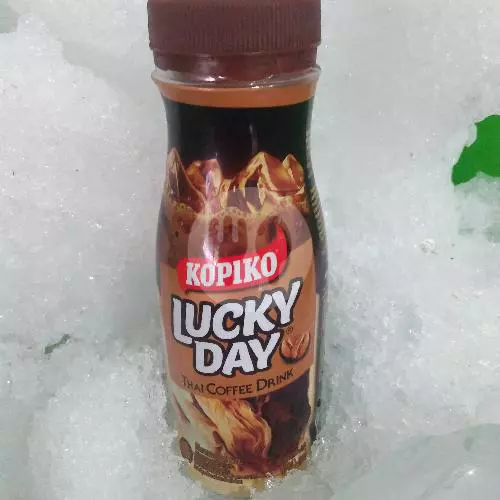 KOPIKO
LUCKY
DAY
THAI COFFEE DRINK